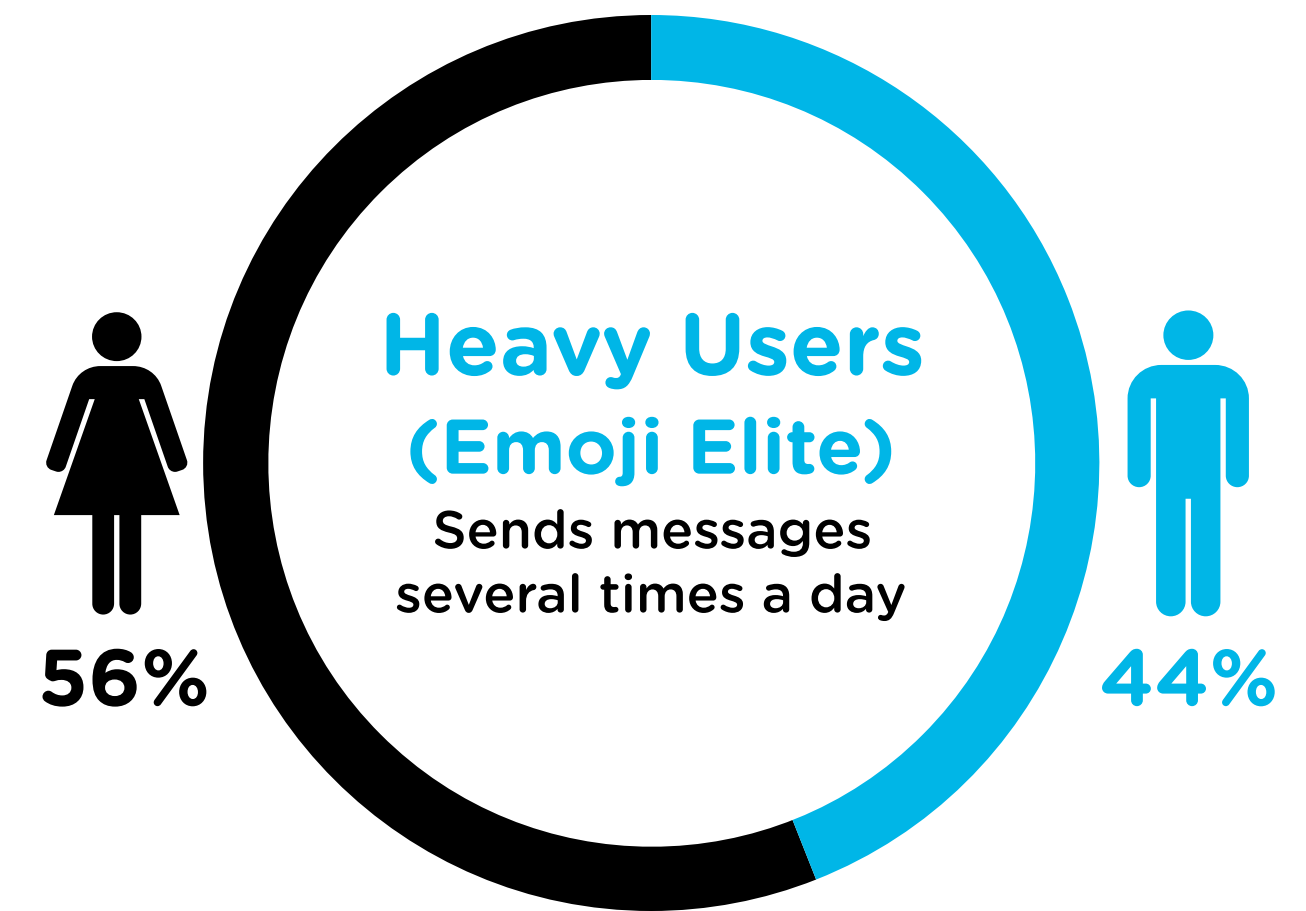 Heavy Users
(Emoji Elite)
Sends messages
several times a day
56%
44%